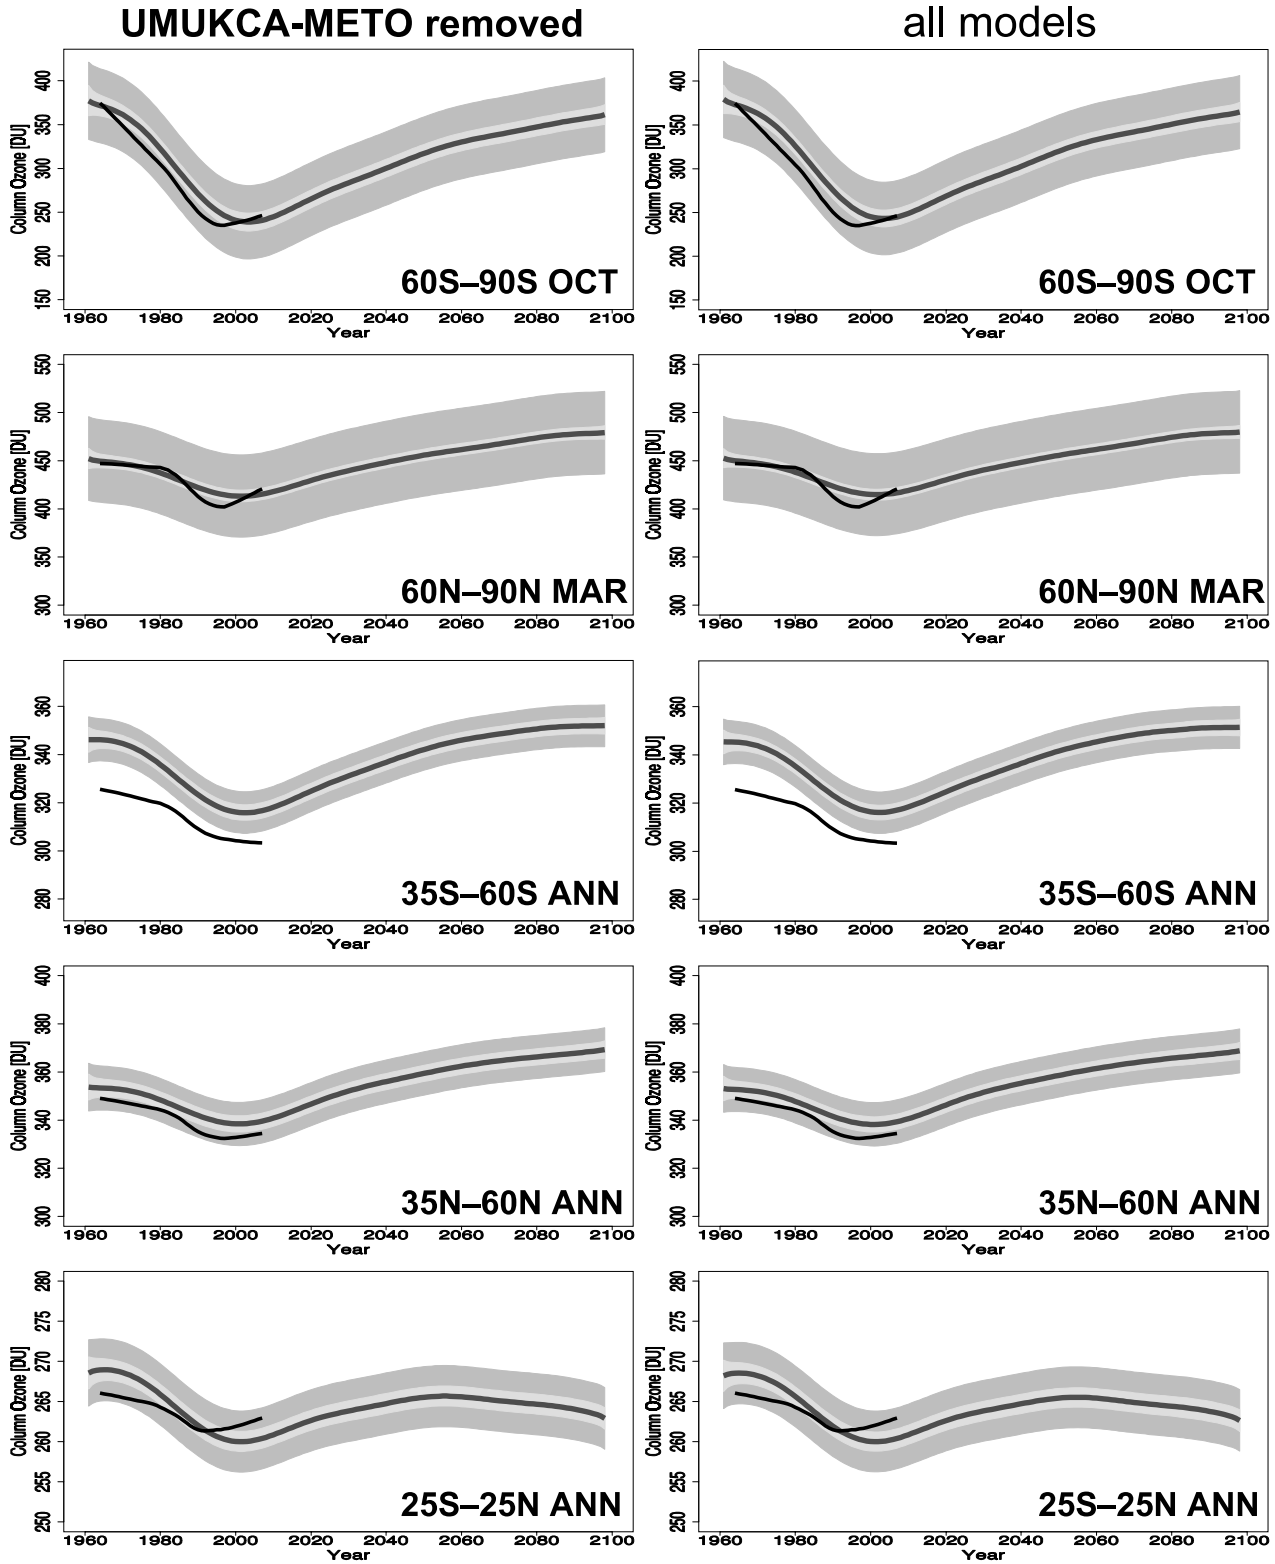 UMUKCA-METO removed
all models
Column Ozone [DU]
400
350
300
250
200
150
60S–90S OCT
1960 1980 2000 2020 2040 2060 2080 2100
Year
Column Ozone [DU]
400
350
300
250
200
150
60S–90S OCT
1960 1980 2000 2020 2040 2060 2080 2100
Year
Column Ozone [DU]
550
500
450
400
350
300
60N–90N MAR
1960 1980 2000 2020 2040 2060 2080 2100
Year
Column Ozone [DU]
550
500
450
400
350
300
60N–90N MAR
1960 1980 2000 2020 2040 2060 2080 2100
Year
Column Ozone [DU]
360
340
320
300
280
35S–60S ANN
1960 1980 2000 2020 2040 2060 2080 2100
Year
Column Ozone [DU]
360
340
320
300
280
35S–60S ANN
1960 1980 2000 2020 2040 2060 2080 2100
Year
Column Ozone [DU]
400
380
360
340
320
300
35N–60N ANN
1960 1980 2000 2020 2040 2060 2080 2100
Year
Column Ozone [DU]
400
380
360
340
320
300
35N–60N ANN
1960 1980 2000 2020 2040 2060 2080 2100
Year
Column Ozone [DU]
280
275
270
265
260
255
250
25S–25N ANN
1960 1980 2000 2020 2040 2060 2080 2100
Year
Column Ozone [DU]
280
275
270
265
260
255
250
25S–25N ANN
1960 1980 2000 2020 2040 2060 2080 2100
Year